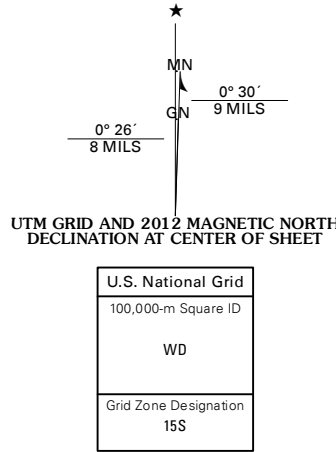 ★
MN
0° 30´
9 MILS
GN
0° 26´
8 MILS
UTM GRID AND 2012 MAGNETIC NORTH
DECLINATION AT CENTER OF SHEET
U.S. National Grid
100,000-m Square ID
WD
Grid Zone Designation
15S